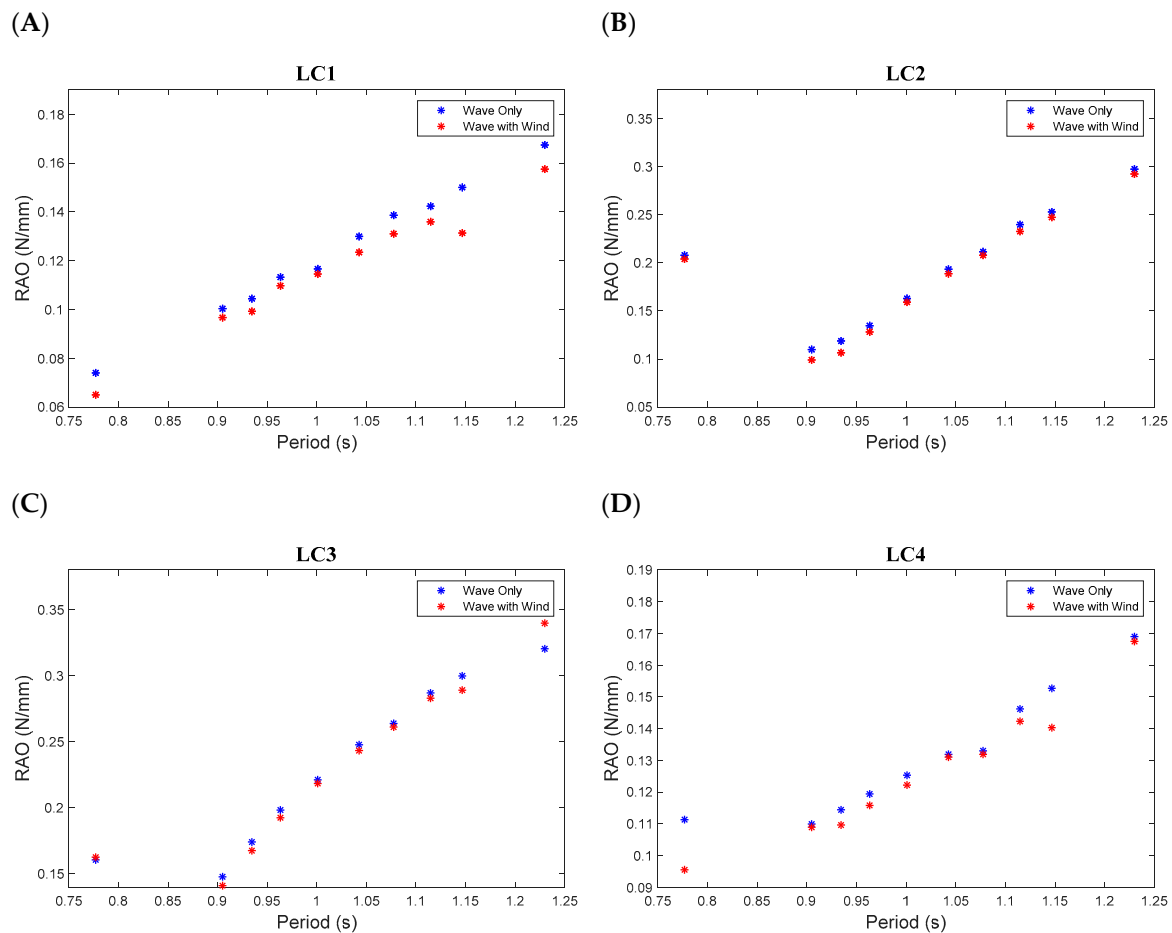 (A)
LC1
Wave Only
Wave with Wind
RAO (N/mm)
0.18
0.16
0.14
0.12
0.1
0.08
0.06
0.75 0.8 0.85 0.9 0.95 1 1.05 1.1 1.15 1.2 1.25
Period (s)
(B)
LC2
Wave Only
Wave with Wind
RAO (N/mm)
0.35
0.3
0.25
0.2
0.15
0.1
0.05
0.75 0.8 0.85 0.9 0.95 1 1.05 1.1 1.15 1.2 1.25
Period (s)
(C)
LC3
Wave Only
Wave with Wind
RAO (N/mm)
0.35
0.3
0.25
0.2
0.15
0.75 0.8 0.85 0.9 0.95 1 1.05 1.1 1.15 1.2 1.25
Period (s)
(D)
LC4
Wave Only
Wave with Wind
RAO (N/mm)
0.19
0.18
0.17
0.16
0.15
0.14
0.13
0.12
0.11
0.1
0.09
0.75 0.8 0.85 0.9 0.95 1 1.05 1.1 1.15 1.2 1.25
Period (s)